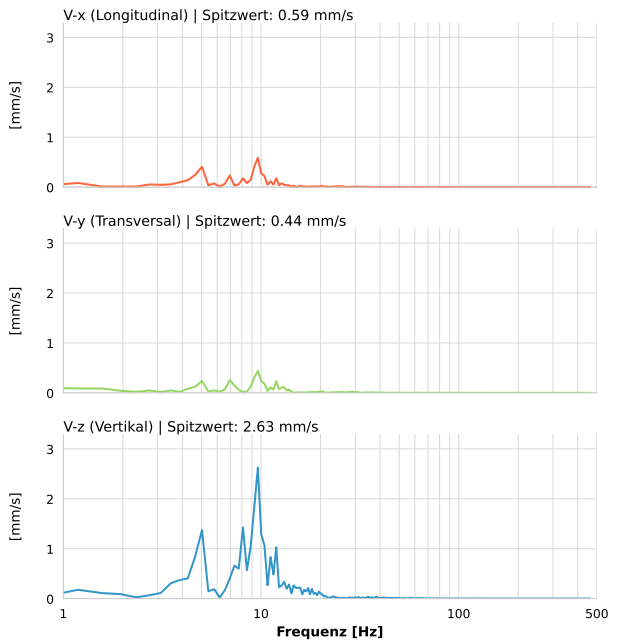 V-x (Longitudinal) | Spitzwert: 0.59 mm/s
3
2
1
0
[mm/s]
V-y (Transversal) | Spitzwert: 0.44 mm/s
3
2
1
0
[mm/s]
V-z (Vertikal) | Spitzwert: 2.63 mm/s
3
2
1
0
[mm/s]
1 10 100 500
Frequenz [Hz]